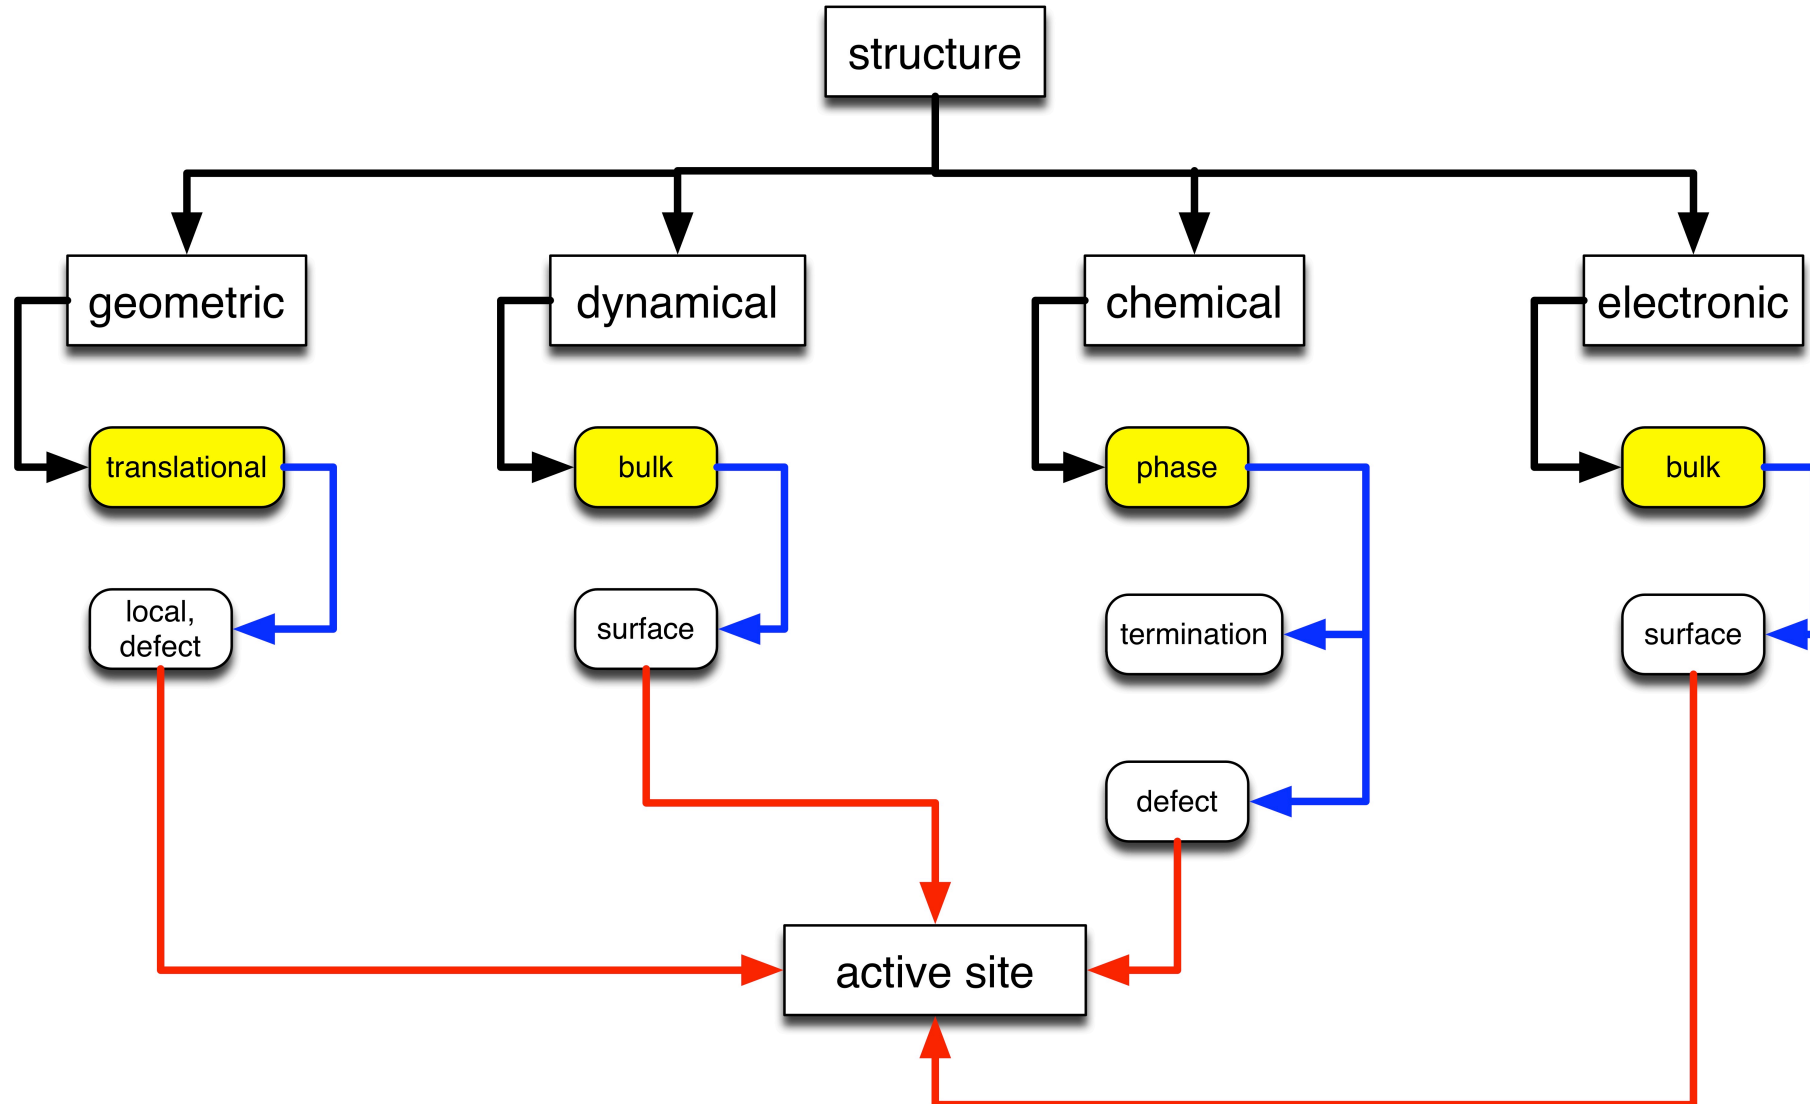 structure
geometric
dynamical
chemical
electronic
translational
bulk
phase
bulk
local,
defect
surface
termination
surface
defect
active site